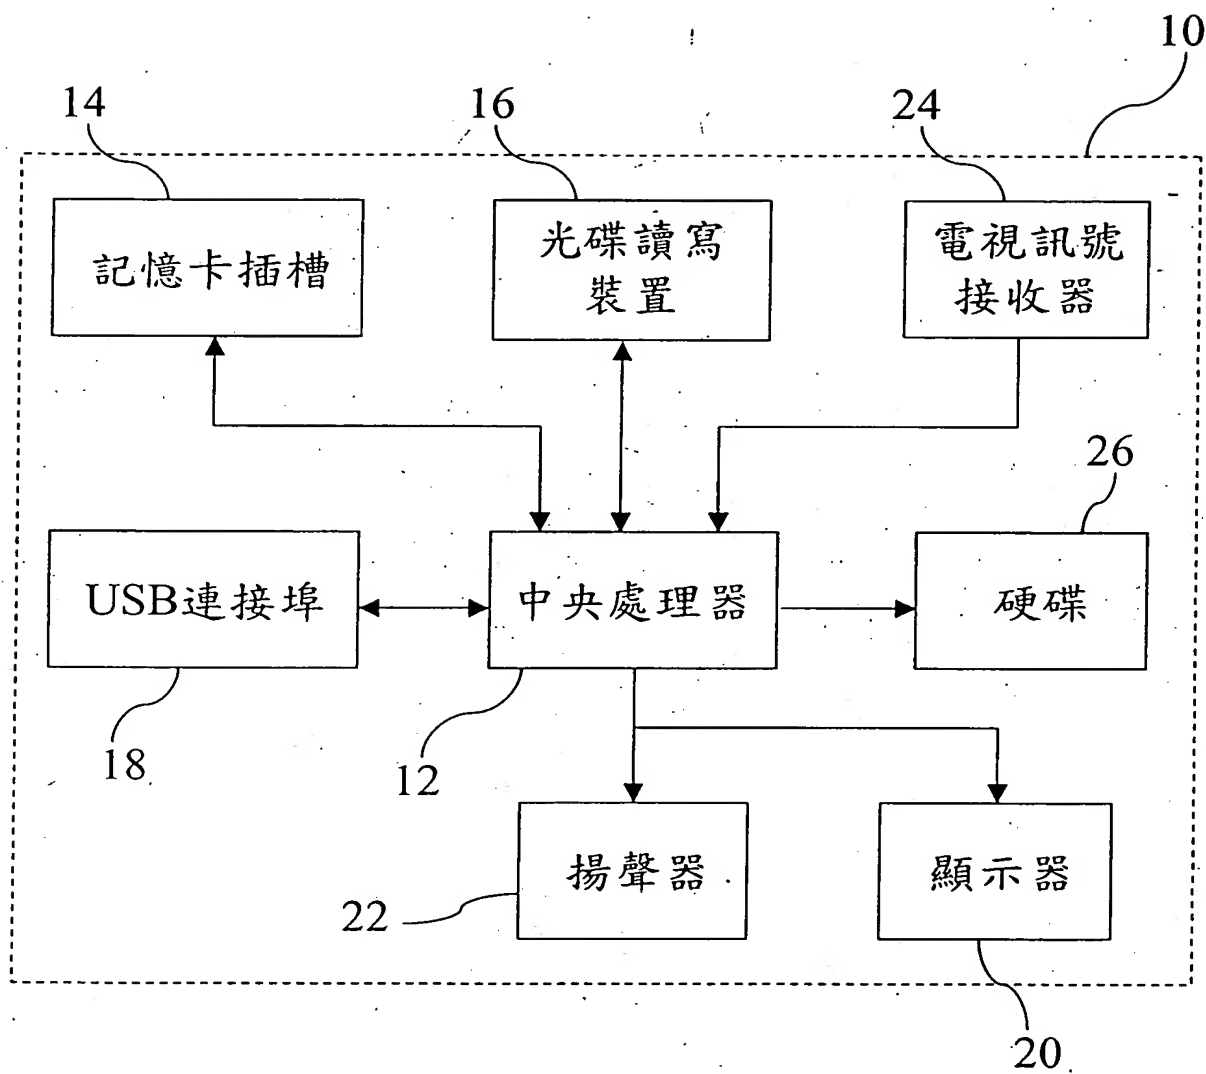 10
14
16
24
記憶卡插槽
光碟讀寫
裝置
電視訊號
接收器
26
USB連接埠
中央處理器
硬碟
18
12
揚聲器
顯示器
22
20